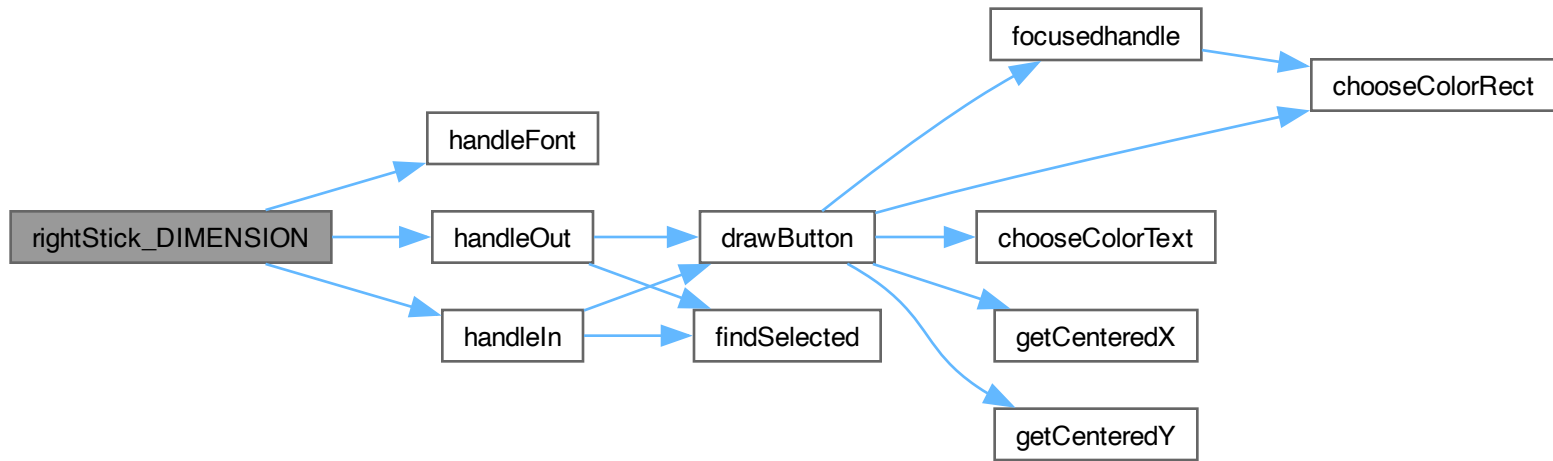 rightStick_DIMENSION
handleFont
handleOut
handleIn
drawButton
findSelected
focusedhandle
chooseColorRect
chooseColorText
getCenteredX
getCenteredY